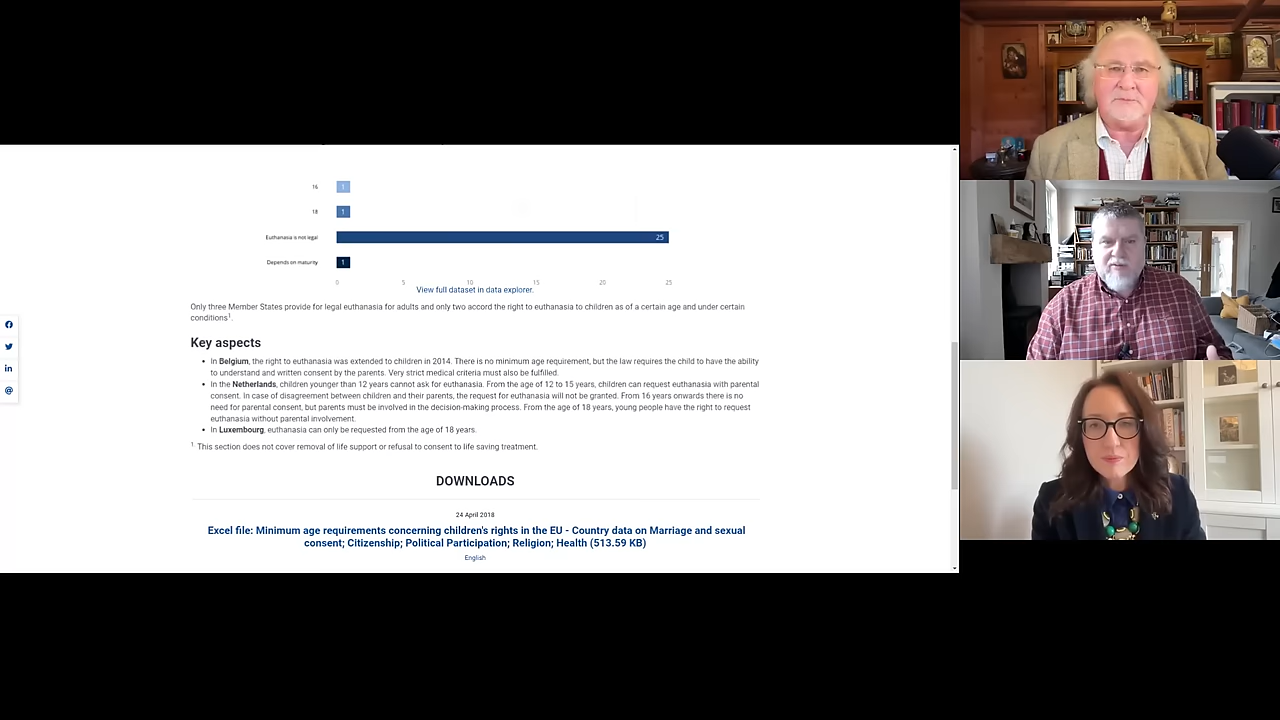 16
1
18
1
Euthanasia is not legal
25
Depends on maturity
1
0
5
10
15
20
25
View full dataset in data explorer.
Only three Member States provide for legal euthanasia for adults and only two accord the right to euthanasia to children as of a certain age and under certain
conditions1.
Key aspects
In Belgium, the right to euthanasia was extended to children in 2014. There is no minimum age requirement, but the law requires the child to have the ability
to understand and written consent by the parents. Very strict medical criteria must also be fulfilled.
In the Netherlands, children younger than 12 years cannot ask for euthanasia. From the age of 12 to 15 years, children can request euthanasia with parental
consent. In case of disagreement between children and their parents, the request for euthanasia will not be granted. From 16 years onwards there is no
need for parental consent, but parents must be involved in the decision-making process. From the age of 18 years, young people have the right to request
euthanasia without parental involvement.
In Luxembourg, euthanasia can only be requested from the age of 18 years.
1. This section does not cover removal of life support or refusal to consent to life saving treatment.
DOWNLOADS
24 April 2018
Excel file: Minimum age requirements concerning children's rights in the EU - Country data on Marriage and sexual
consent; Citizenship; Political Participation; Religion; Health (513.59 KB)
English